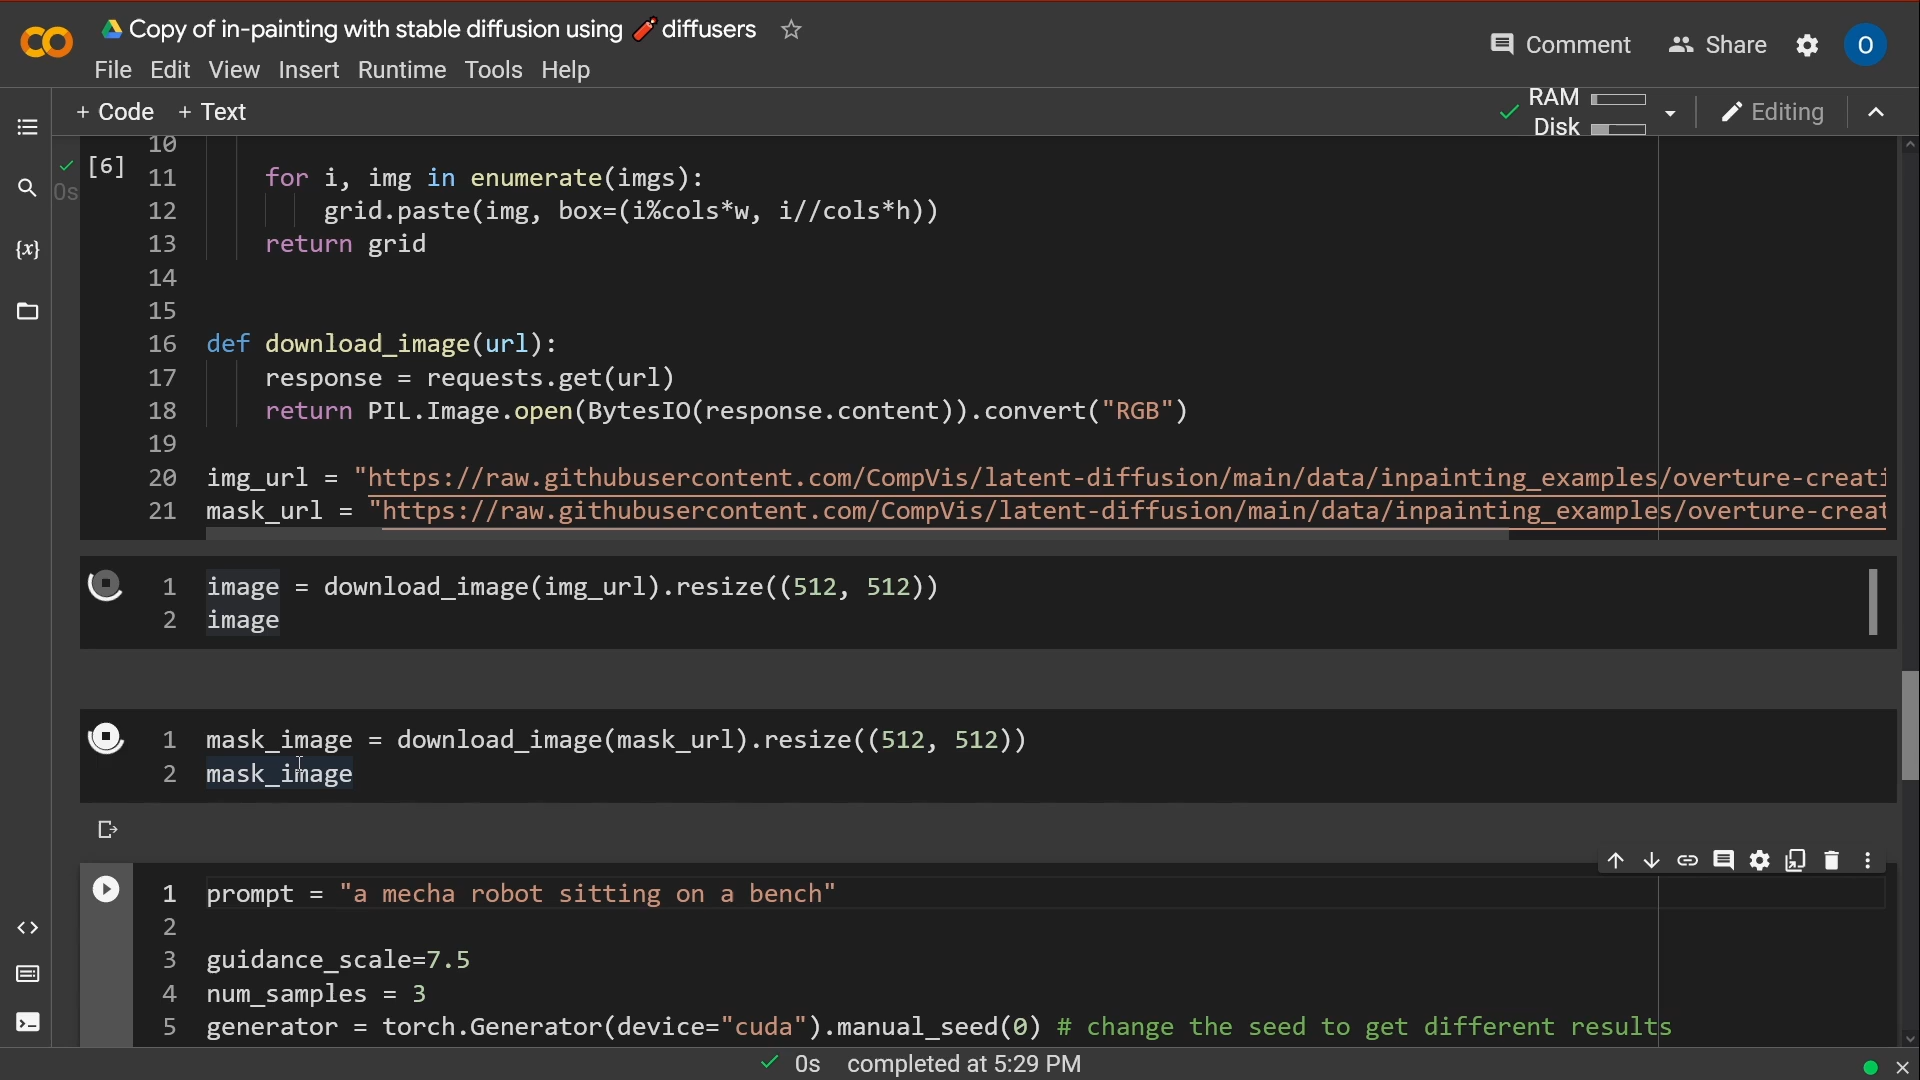 Copy of in-painting with stable diffusion using diffusers
Comment
Share
O
File Edit View Insert Runtime Tools Help
+ Code + Text
RAM
Disk
Editing
[6]
0s
10
11 for i, img in enumerate(imgs):
12 grid.paste(img, box=(i%cols*w, i//cols*h))
13 return grid
14
15
16 def download_image(url):
17 response = requests.get(url)
18 return PIL.Image.open(BytesIO(response.content)).convert("RGB")
19
20 img_url = "https://raw.githubusercontent.com/CompVis/latent-diffusion/main/data/inpainting_examples/overture-creati
21 mask_url = "https://raw.githubusercontent.com/CompVis/latent-diffusion/main/data/inpainting_examples/overture-creat
1 image = download_image(img_url).resize((512, 512))
2 image
1 mask_image = download_image(mask_url).resize((512, 512))
2 mask_image
1 prompt = "a mecha robot sitting on a bench"
2
3 guidance_scale=7.5
4 num_samples = 3
5 generator = torch.Generator(device="cuda").manual_seed(0) # change the seed to get different results
0s completed at 5:29 PM